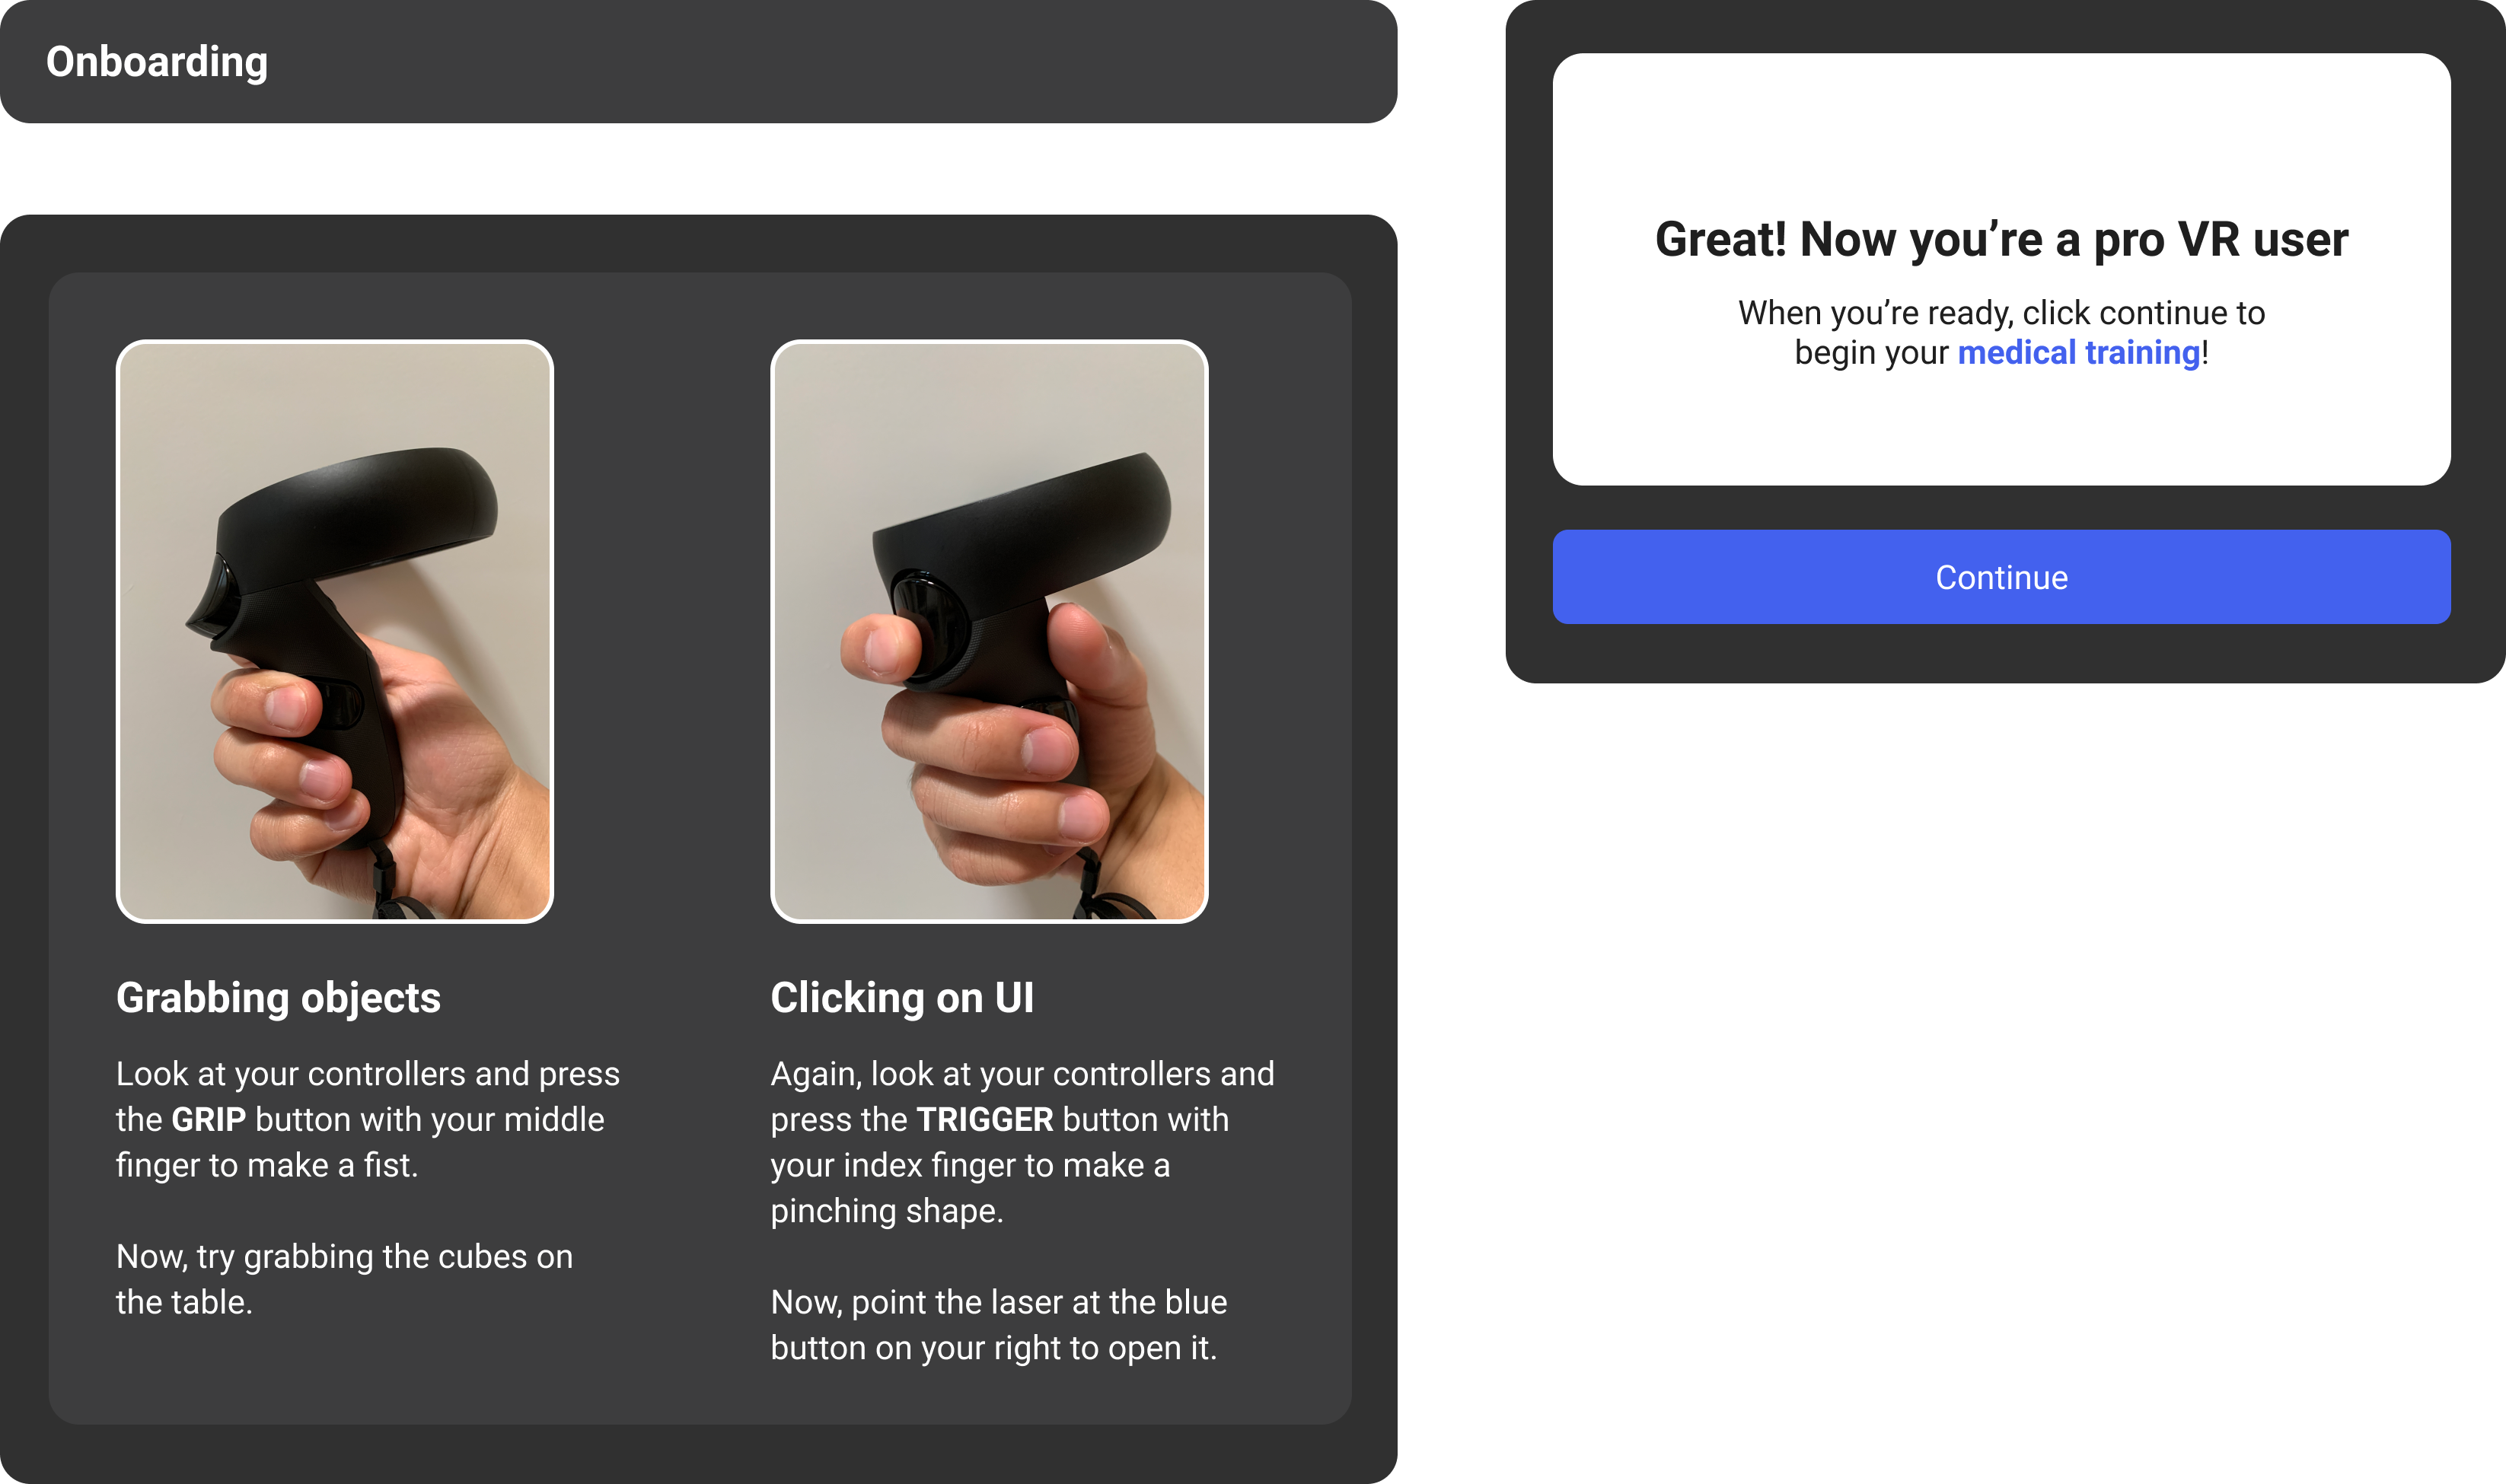 Onboarding
Grabbing objects
Look at your controllers and press
the GRIP button with your middle
finger to make a fist.
Now, try grabbing the cubes on
the table.
Clicking on UI
Again, look at your controllers and
press the TRIGGER button with
your index finger to make a
pinching shape.
Now, point the laser at the blue
button on your right to open it.
Great! Now you’re a pro VR user
When you’re ready, click continue to
begin your medical training!
Continue